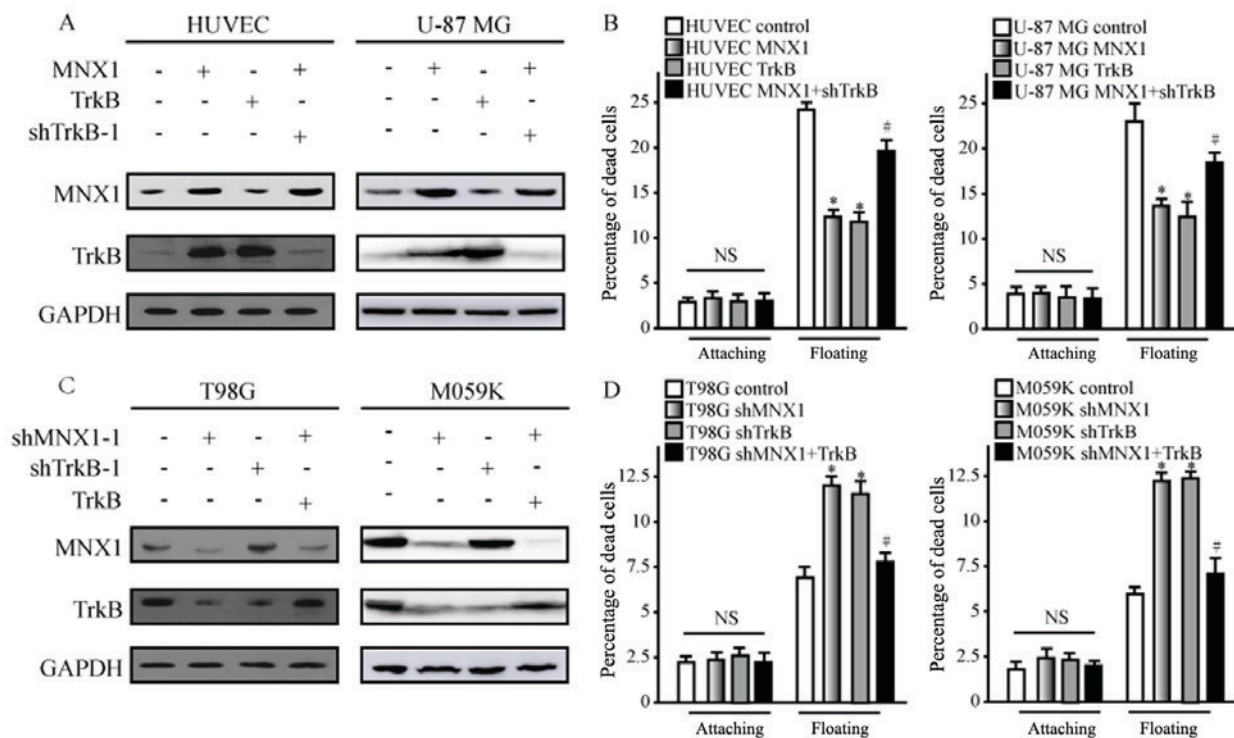 A
HUVEC
U-87 MG
MNX1 - + - + - + - +
TrkB - - + - - - + -
shTrkB-1 - - - + - - - +
MNX1
TrkB
GAPDH
B
HUVEC control
HUVEC MNX1
HUVEC TrkB
HUVEC MNX1+shTrkB
Percentage of dead cells
25
20
15
10
5
0
NS
* * #
Attaching
Floating
U-87 MG control
U-87 MG MNX1
U-87 MG TrkB
U-87 MG MNX1+shTrkB
Percentage of dead cells
25
20
15
10
5
0
NS
* * #
Attaching
Floating
C
T98G
M059K
shMNX1-1 - + - + - + - +
shTrkB-1 - - + - - - + -
TrkB - - - + - - - +
MNX1
TrkB
GAPDH
D
T98G control
T98G shMNX1
T98G shTrkB
T98G shMNX1+TrkB
Percentage of dead cells
12.5
10
7.5
5
2.5
0
NS
* * #
Attaching
Floating
M059K control
M059K shMNX1
M059K shTrkB
M059K shMNX1+TrkB
Percentage of dead cells
12.5
10
7.5
5
2.5
0
NS
* * #
Attaching
Floating